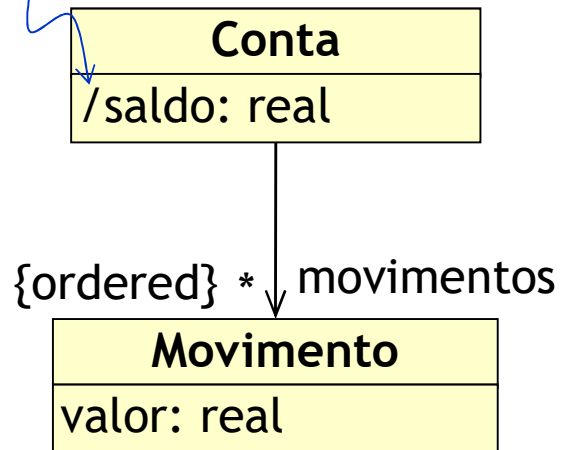 Conta
/saldo: real
{ordered} * movimentos
Movimento
valor: real